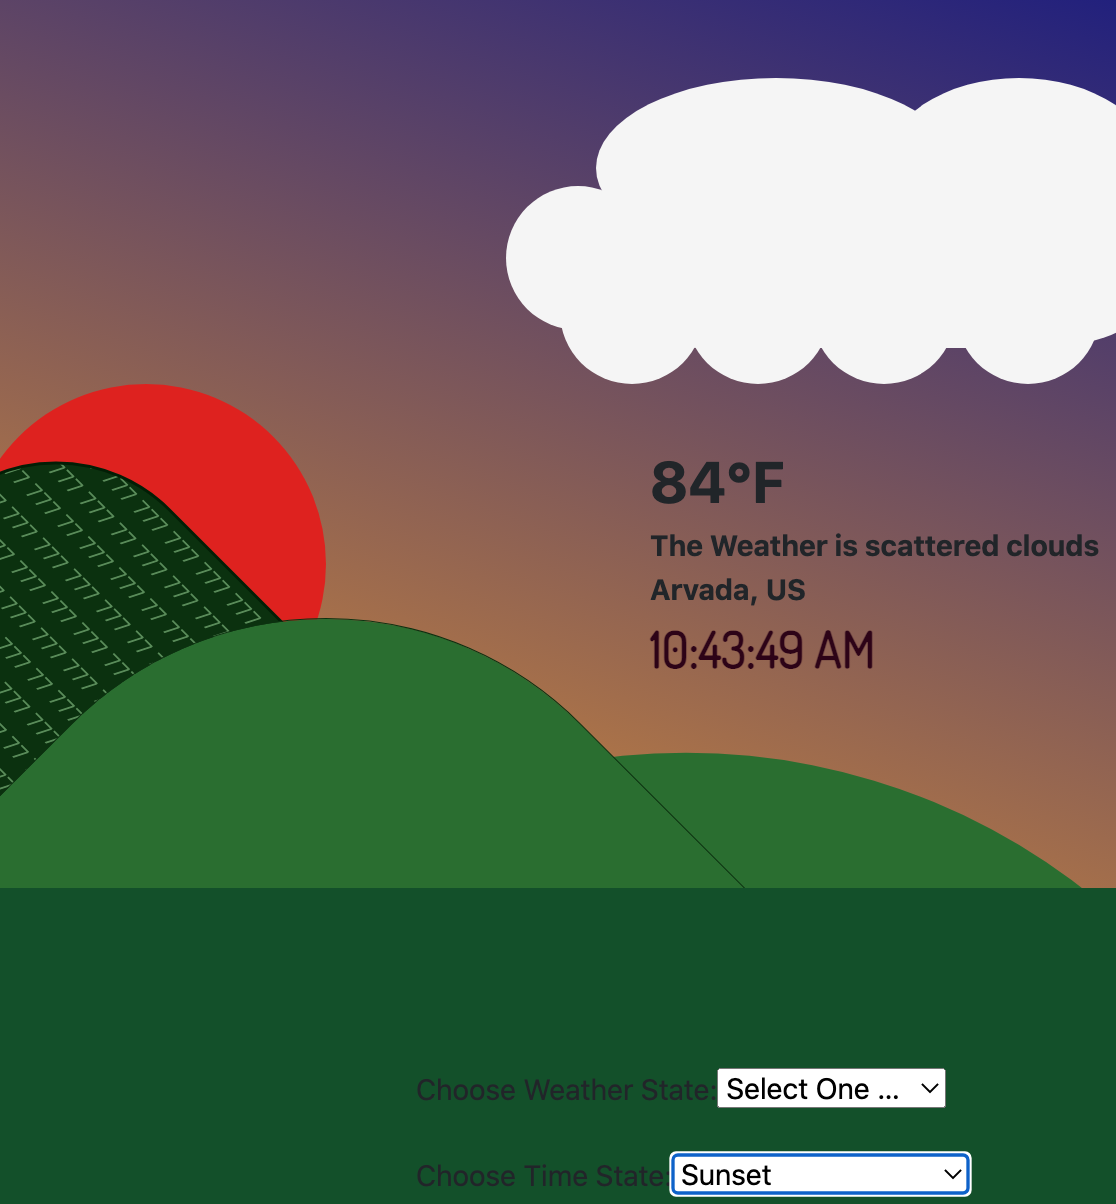 84°F
The Weather is scattered clouds
Arvada, US
10:43:49 AM
Choose Weather State: Select One ...
Choose Time State: Sunset